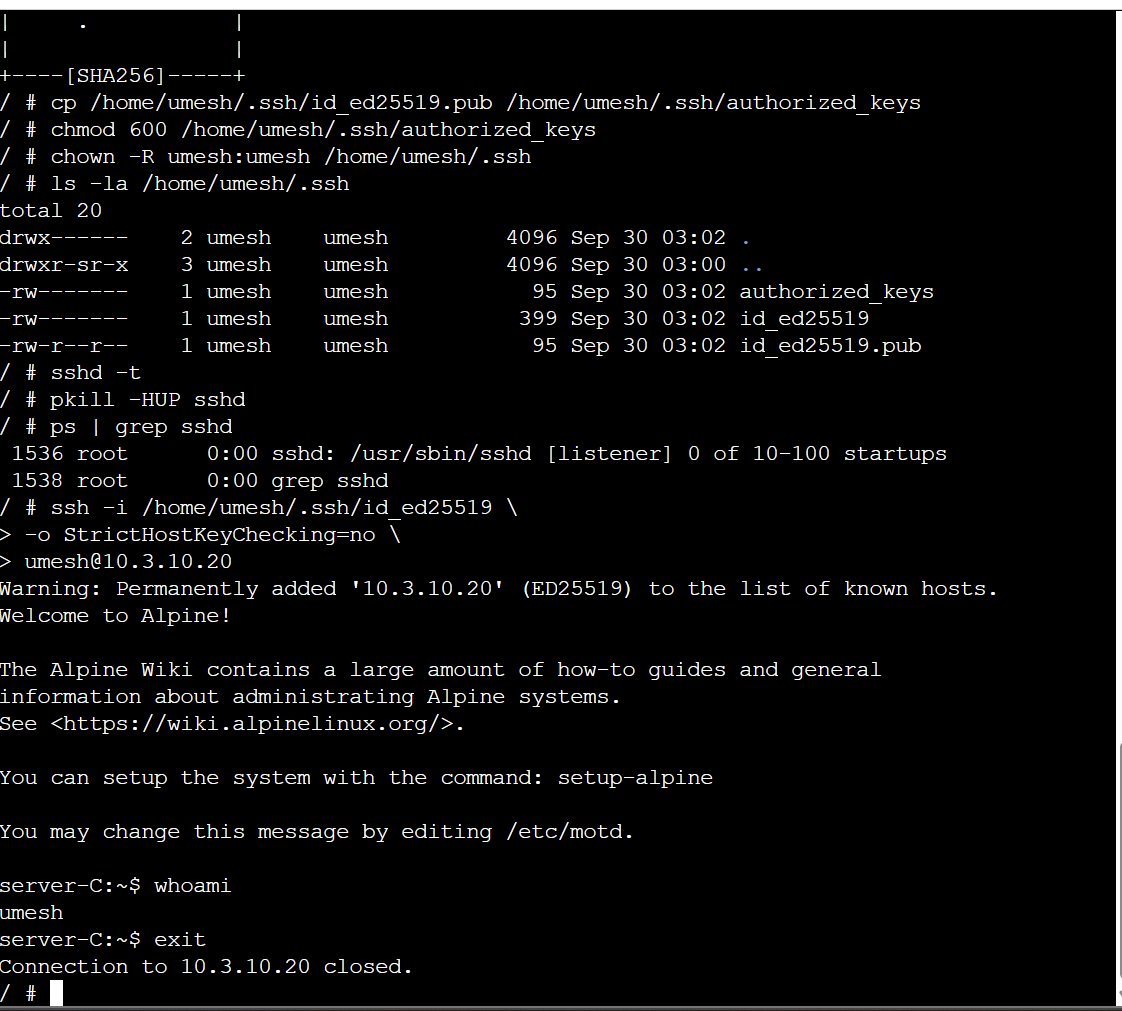 |     .           |
|                 |
+----[SHA256]-----+
/ # cp /home/umesh/.ssh/id_ed25519.pub /home/umesh/.ssh/authorized_keys
/ # chmod 600 /home/umesh/.ssh/authorized_keys
/ # chown -R umesh:umesh /home/umesh/.ssh
/ # ls -la /home/umesh/.ssh
total 20
drwx------    2 umesh    umesh         4096 Sep 30 03:02 .
drwxr-sr-x    3 umesh    umesh         4096 Sep 30 03:00 ..
-rw-------    1 umesh    umesh           95 Sep 30 03:02 authorized_keys
-rw-------    1 umesh    umesh          399 Sep 30 03:02 id_ed25519
-rw-r--r--    1 umesh    umesh           95 Sep 30 03:02 id_ed25519.pub
/ # sshd -t
/ # pkill -HUP sshd
/ # ps | grep sshd
 1536 root      0:00 sshd: /usr/sbin/sshd [listener] 0 of 10-100 startups
 1538 root      0:00 grep sshd
/ # ssh -i /home/umesh/.ssh/id_ed25519 \
> -o StrictHostKeyChecking=no \
> umesh@10.3.10.20
Warning: Permanently added '10.3.10.20' (ED25519) to the list of known hosts.
Welcome to Alpine!

The Alpine Wiki contains a large amount of how-to guides and general
information about administrating Alpine systems.
See <https://wiki.alpinelinux.org/>.

You can setup the system with the command: setup-alpine

You may change this message by editing /etc/motd.

server-C:~$ whoami
umesh
server-C:~$ exit
Connection to 10.3.10.20 closed.
/ #